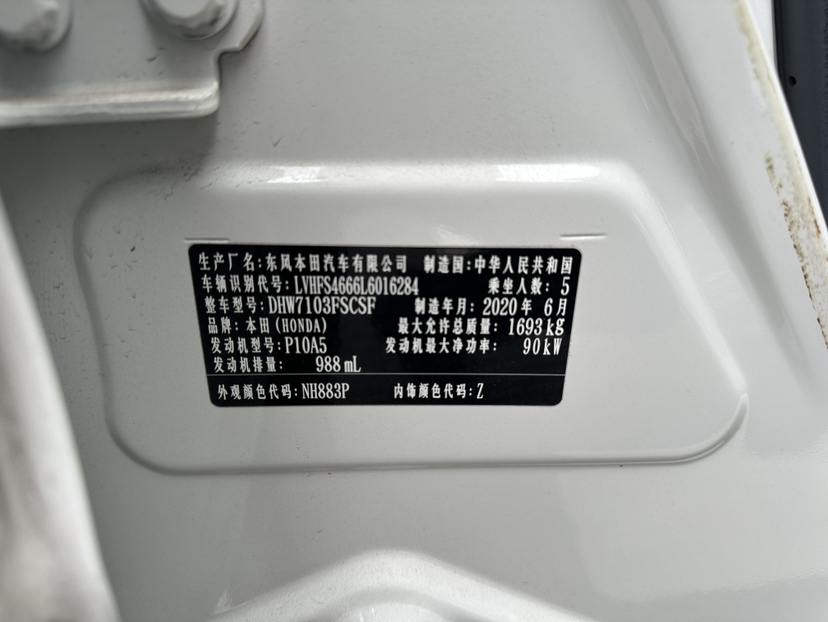 生产厂名:东风本田汽车有限公司 制造国:中华人民共和国
车辆识别代号:LVHFS4666L6016284 乘坐人数:5
整车型号:DHW7103FSCSF 制造年月:2020年 6月
品牌:本田(HONDA) 最大允许总质量:1693kg
发动机型号:P10A5 发动机最大净功率: 90kW
发动机排量: 988mL
外观颜色代码:NH883P 内饰颜色代码:Z